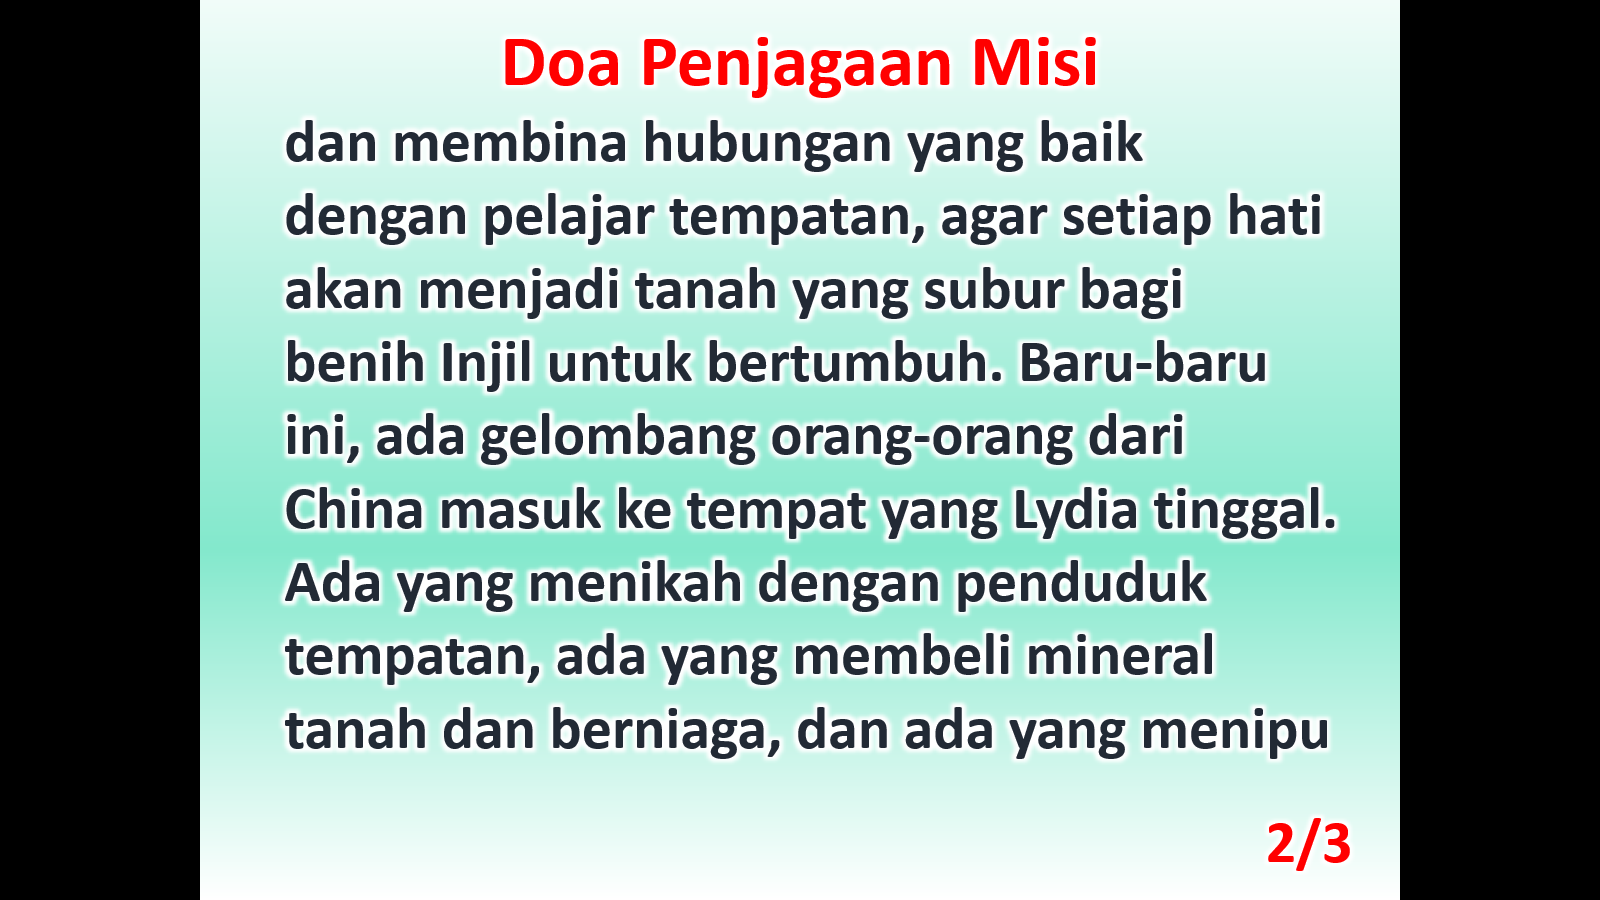 Doa Penjagaan Misi
dan membina hubungan yang baik
dengan pelajar tempatan, agar setiap hati
akan menjadi tanah yang subur bagi
benih Injil untuk bertumbuh. Baru-baru
ini, ada gelombang orang-orang dari
China masuk ke tempat yang Lydia tinggal.
Ada yang menikah dengan penduduk
tempatan, ada yang membeli mineral
tanah dan berniaga, dan ada yang menipu
2/3